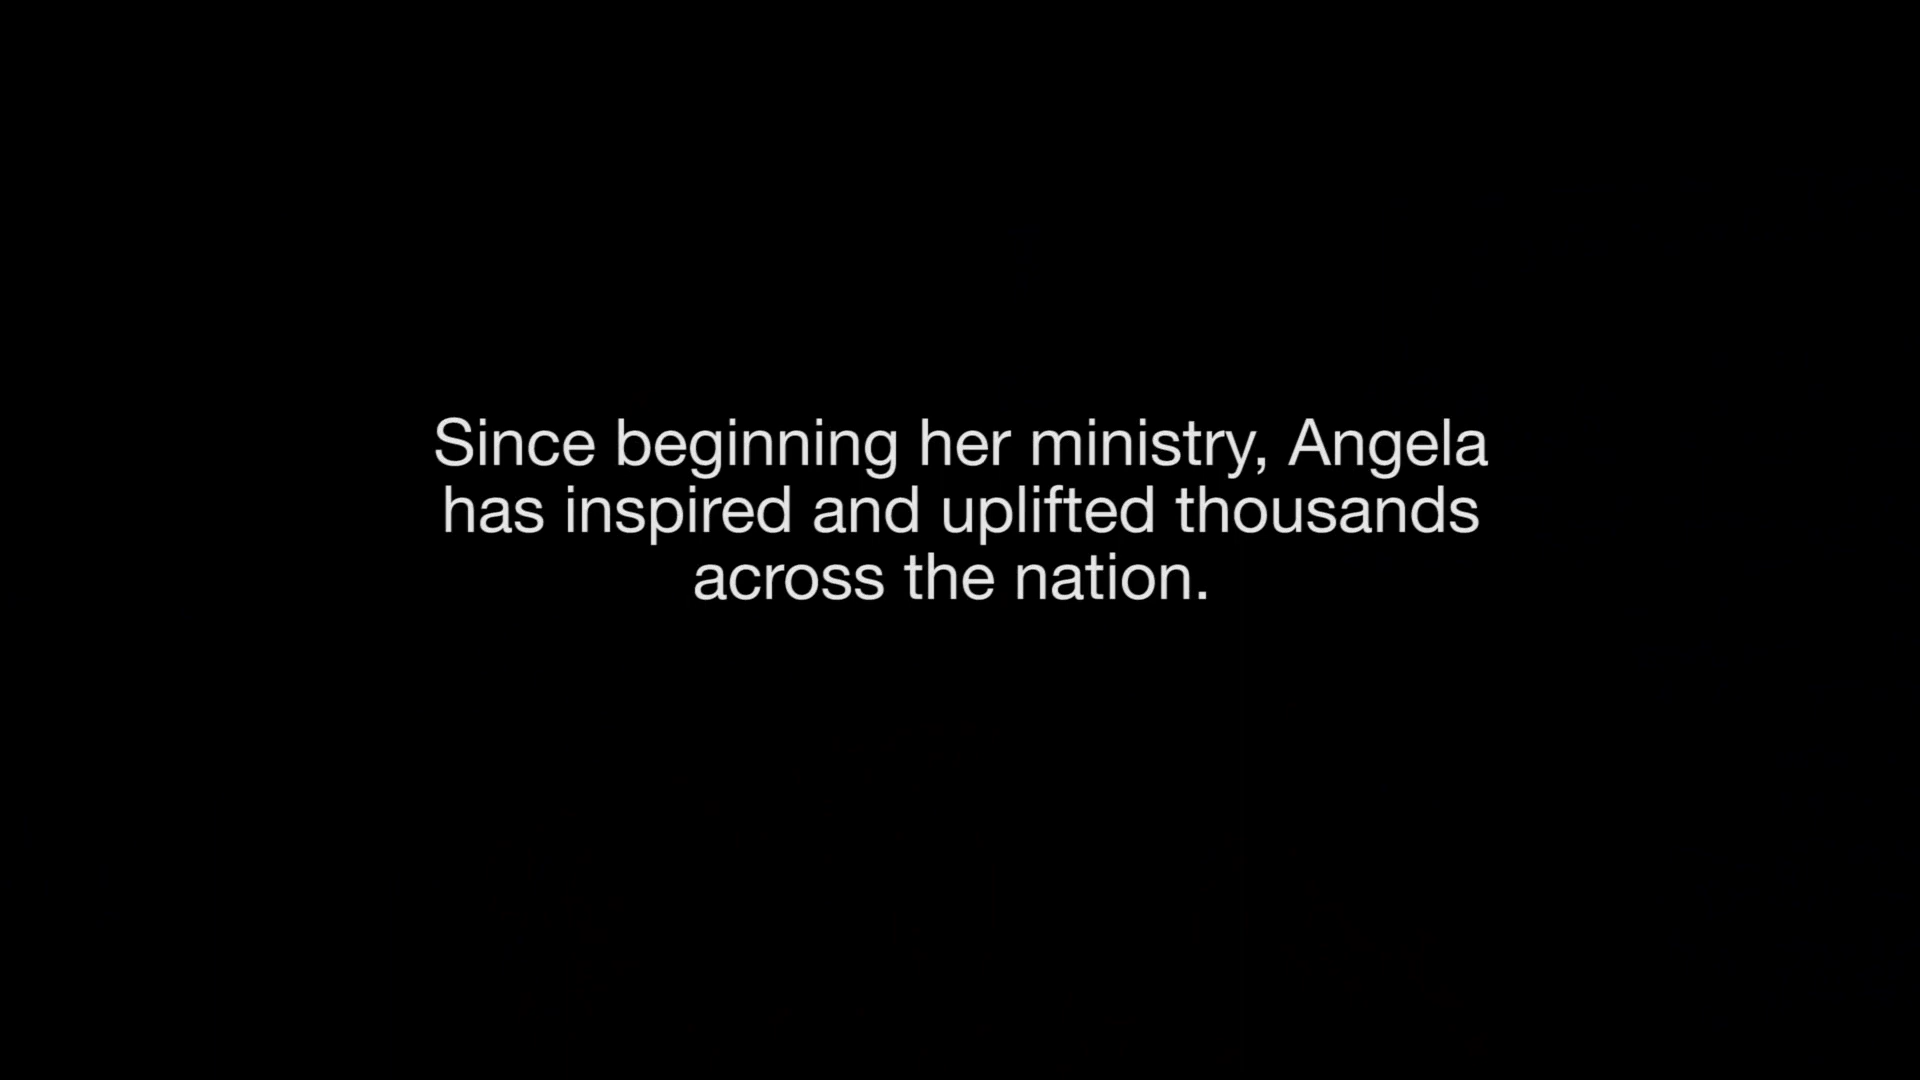 Since beginning her ministry, Angela
has inspired and uplifted thousands
across the nation.